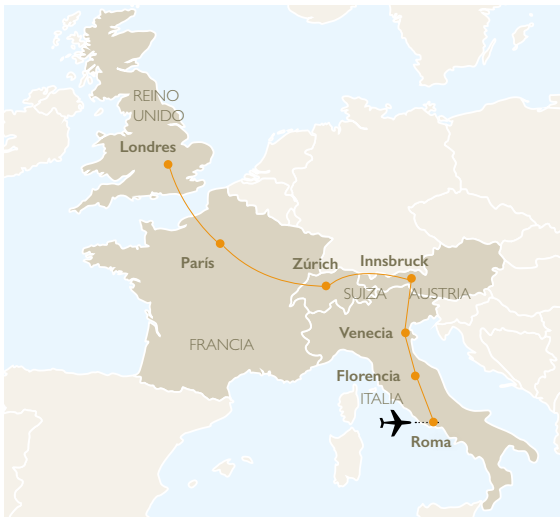 REINO
UNIDO
Londres
París
Zúrich
Innsbruck
SUIZA
AUSTRIA
Venecia
FRANCIA
Florencia
ITALIA
Roma